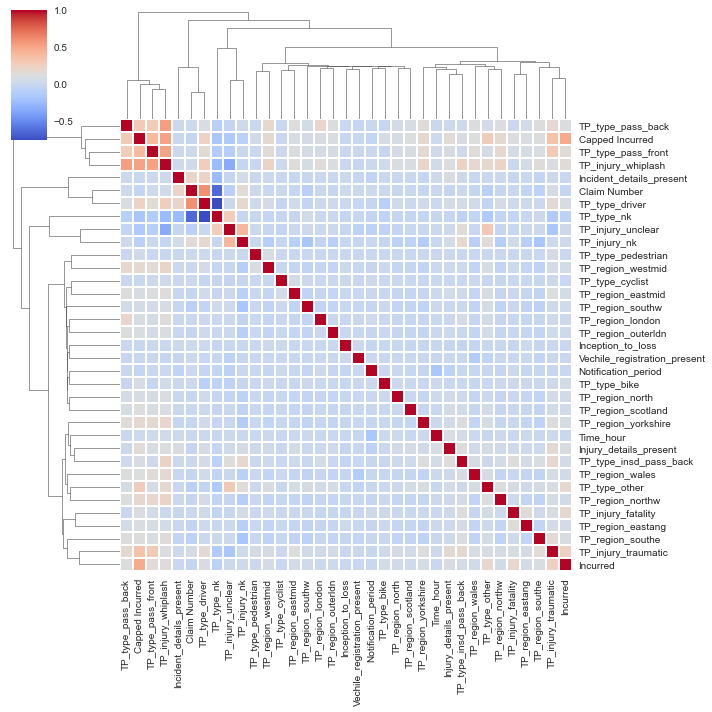 1.0
0.5
0.0
−0.5
TP_type_pass_back
Capped Incurred
TP_type_pass_front
TP_injury_whiplash
Incident_details_present
Claim Number
TP_type_driver
TP_type_nk
TP_injury_unclear
TP_injury_nk
TP_type_pedestrian
TP_region_westmid
TP_type_cyclist
TP_region_eastmid
TP_region_southw
TP_region_london
TP_region_outerldn
Inception_to_loss
Vechile_registration_present
Notification_period
TP_type_bike
TP_region_north
TP_region_scotland
TP_region_yorkshire
Time_hour
Injury_details_present
TP_type_insd_pass_back
TP_region_wales
TP_type_other
TP_region_northw
TP_injury_fatality
TP_region_eastang
TP_region_southe
TP_injury_traumatic
Incurred
TP_type_pass_back
Capped Incurred
TP_type_pass_front
TP_injury_whiplash
Incident_details_present
Claim Number
TP_type_driver
TP_type_nk
TP_injury_unclear
TP_injury_nk
TP_type_pedestrian
TP_region_westmid
TP_type_cyclist
TP_region_eastmid
TP_region_southw
TP_region_london
TP_region_outerldn
Inception_to_loss
Vechile_registration_present
Notification_period
TP_type_bike
TP_region_north
TP_region_scotland
TP_region_yorkshire
Time_hour
Injury_details_present
TP_type_insd_pass_back
TP_region_wales
TP_type_other
TP_region_northw
TP_injury_fatality
TP_region_eastang
TP_region_southe
TP_injury_traumatic
Incurred